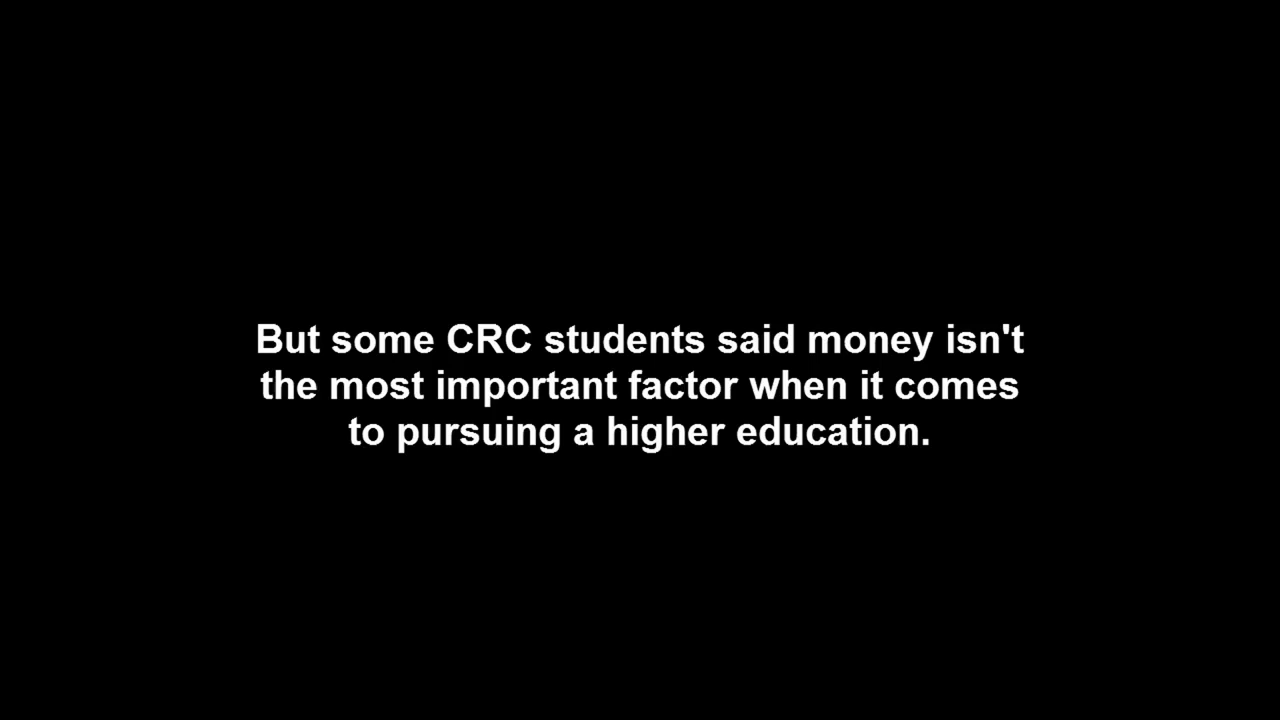 But some CRC students said money isn't
the most important factor when it comes
to pursuing a higher education.